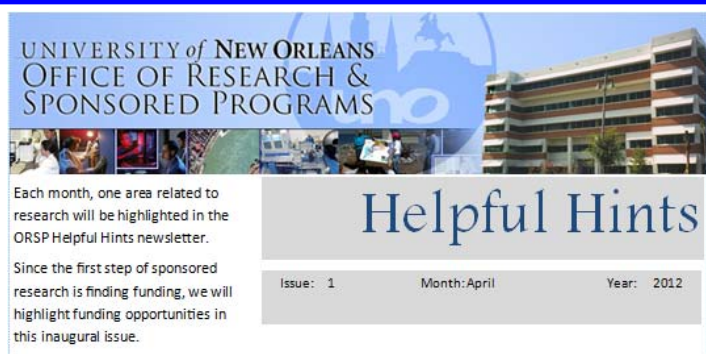 UNIVERSITY of NEW ORLEANS
OFFICE OF RESEARCH &
SPONSORED PROGRAMS
uno
Each month, one area related to
research will be highlighted in the
ORSP Helpful Hints newsletter.
Since the first step of sponsored
research is finding funding, we will
highlight funding opportunities in
this inaugural issue.
Helpful Hints
Issue: 1 Month: April Year: 2012